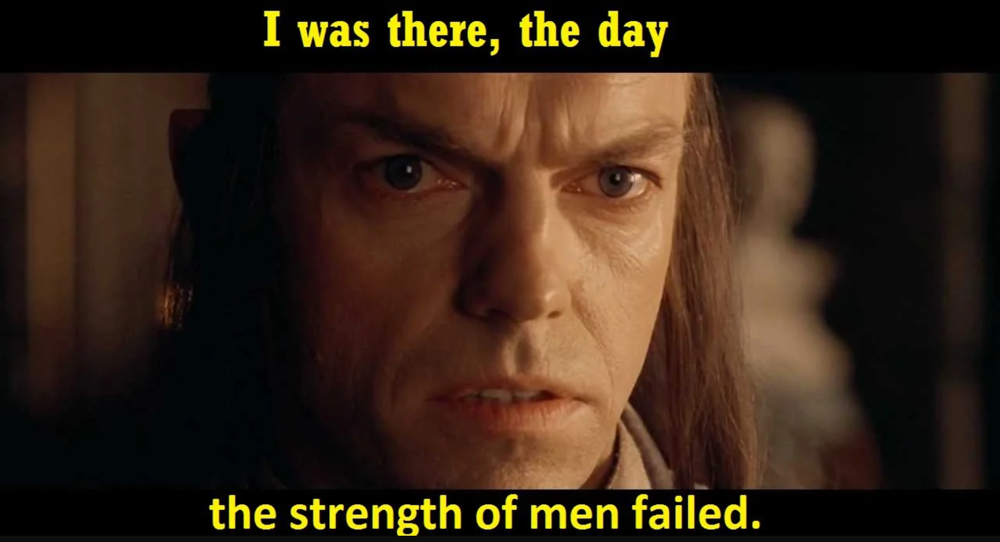 I was there, the day
the strength of men failed.